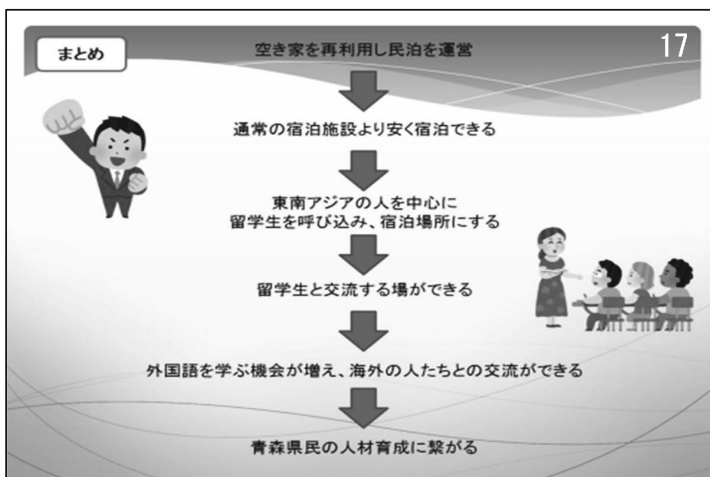 まとめ
17
空き家を再利用し民泊を運営
通常の宿泊施設より安く宿泊できる
東南アジアの人を中心に
留学生を呼び込み、宿泊場所にする
留学生と交流する場ができる
外国語を学ぶ機会が増え、海外の人たちとの交流ができる
青森県民の人材育成に繋がる